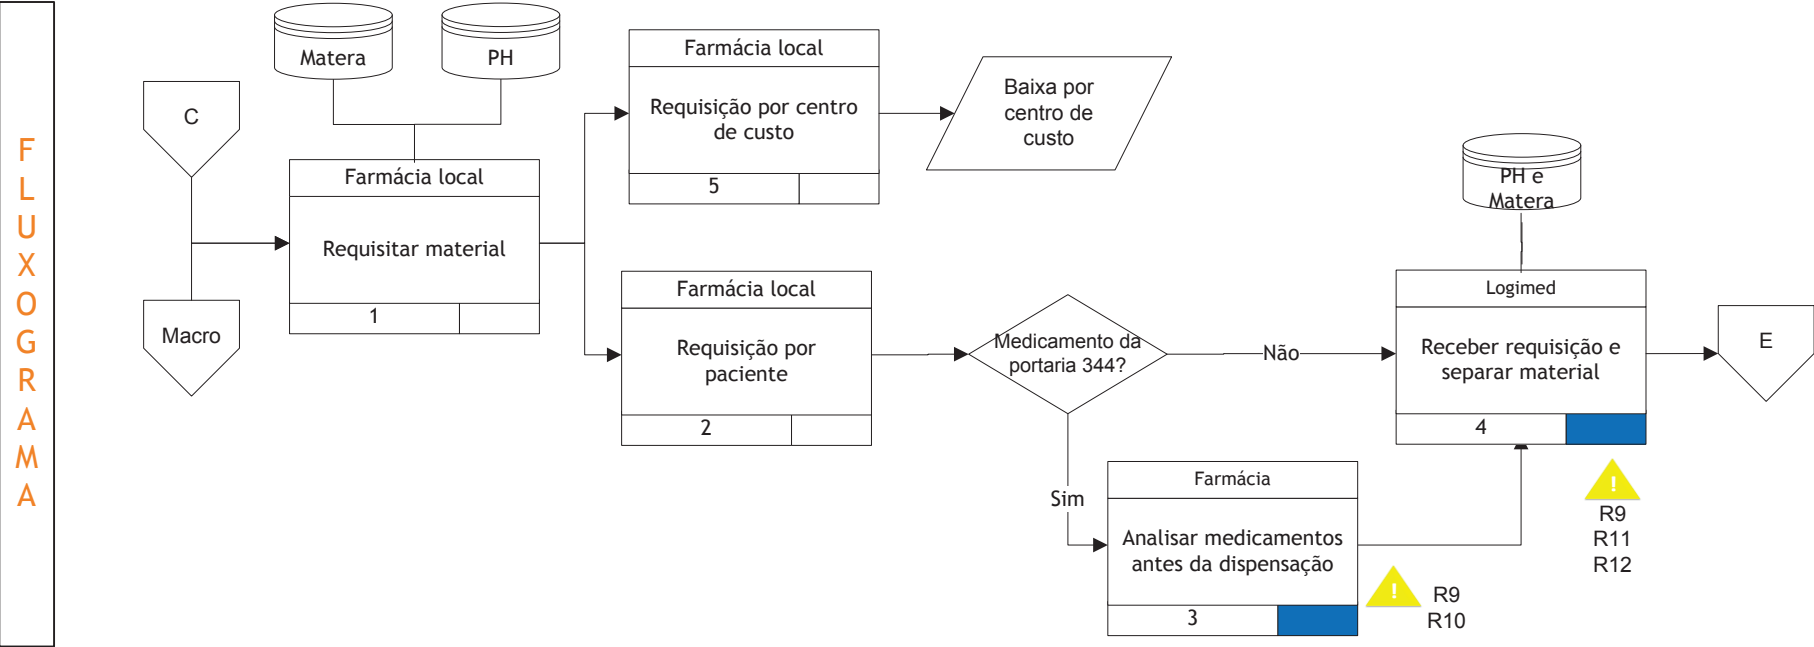 F
L
U
X
O
G
R
A
M
A
C
Macro
Matera
PH
Farmácia local
Requisitar material
1
Farmácia local
Requisição por centro
de custo
5
Baixa por
centro de
custo
Farmácia local
Requisição por
paciente
2
Medicamento da
portaria 344?
Não
Sim
Farmácia
Analisar medicamentos
antes da dispensação
3
!
R9
R10
PH e
Matera
Logimed
Receber requisição e
separar material
4
!
R9
R11
R12
E